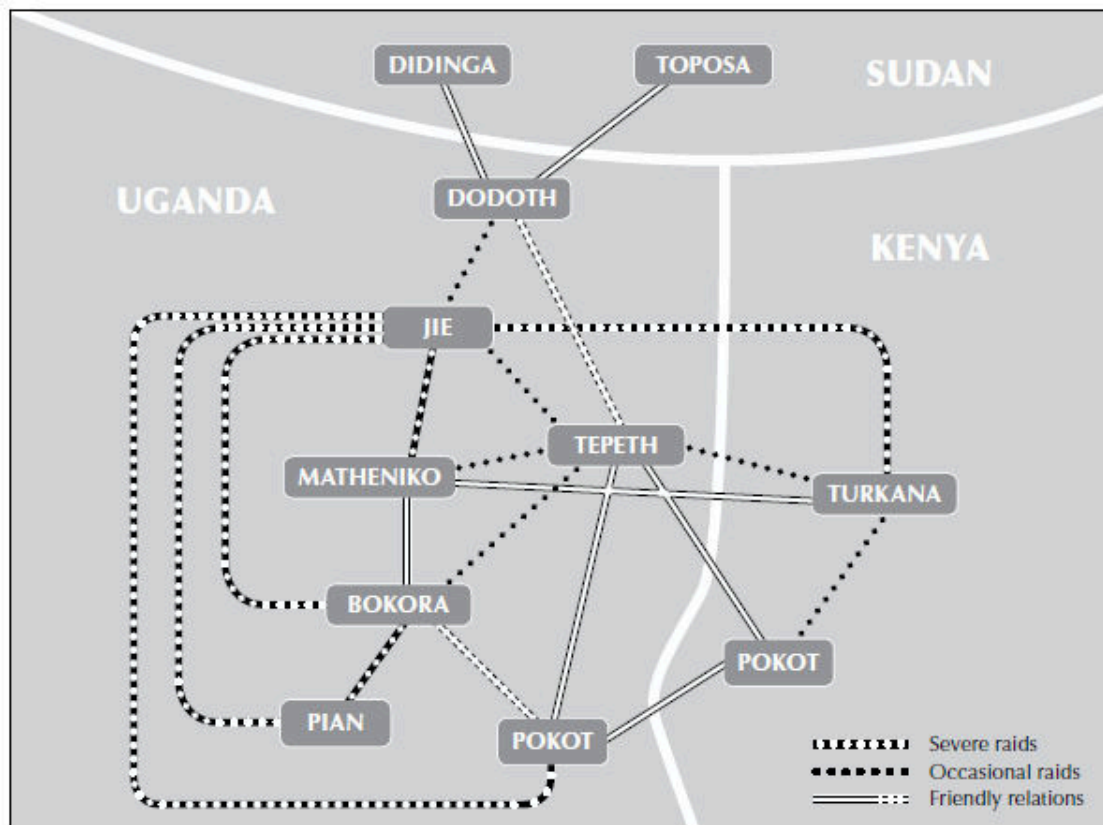 DIDINGA
TOPOSA
SUDAN
UGANDA
DODOTH
KENYA
JIE
TEPETH
MATHENIKO
TURKANA
BOKORA
POKOT
PIAN
POKOT
Severe raids
Occasional raids
Friendly relations